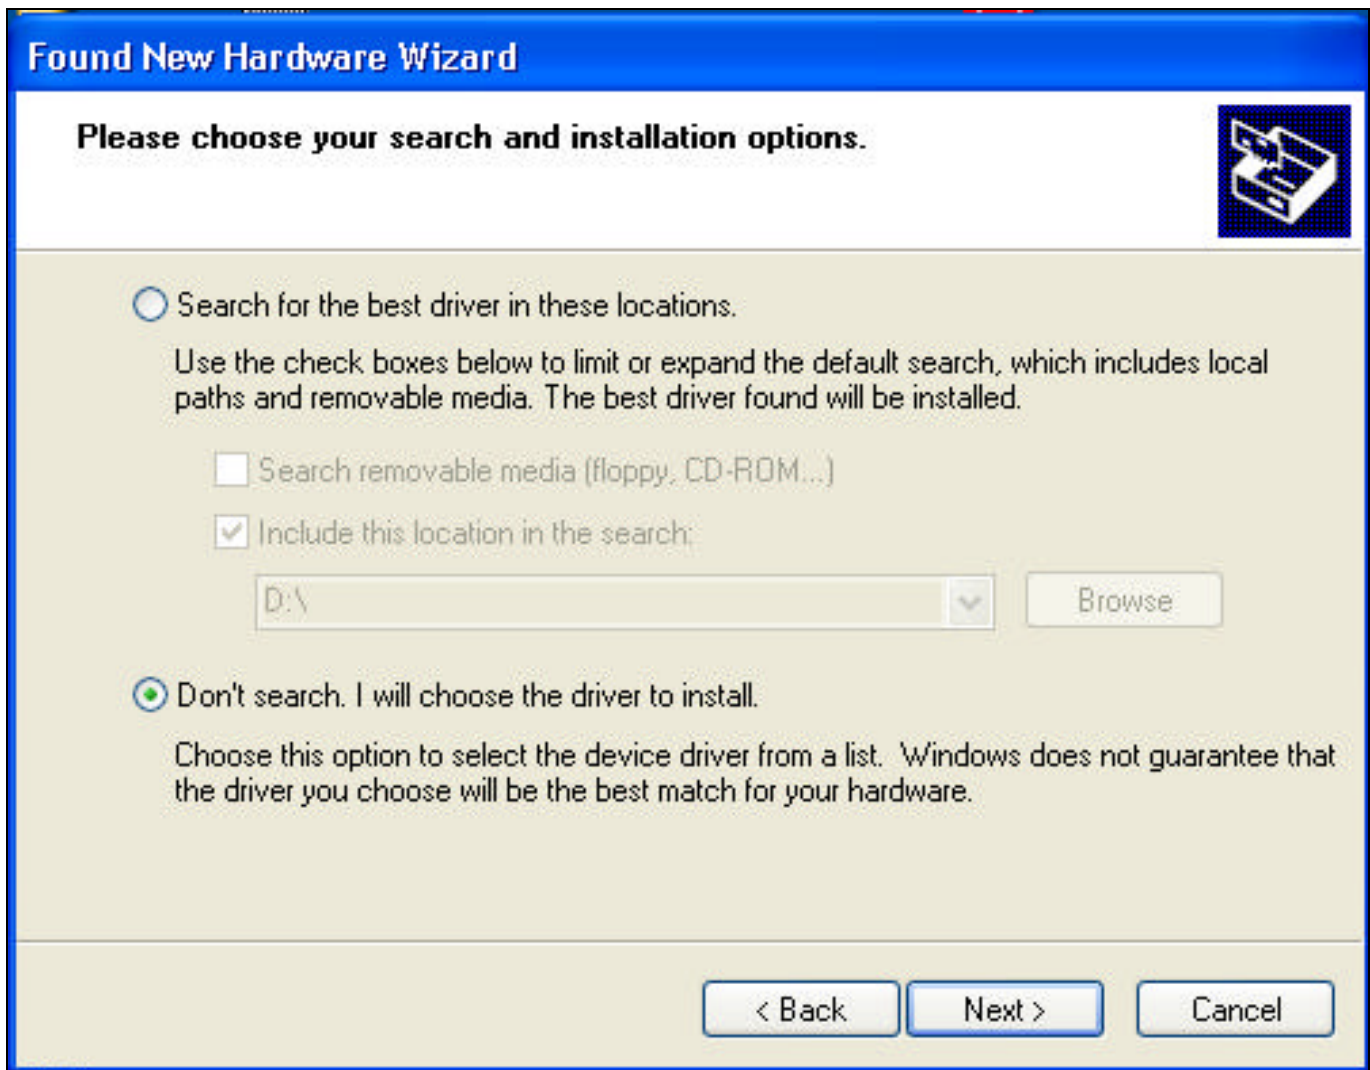 Found New Hardware Wizard
Please choose your search and installation options.
Search for the best driver in these locations.
Use the check boxes below to limit or expand the default search, which includes local
paths and removable media. The best driver found will be installed.
Search removable media (floppy, CD-ROM...)
Include this location in the search:
D:\
Browse
Don't search. I will choose the driver to install.
Choose this option to select the device driver from a list.  Windows does not guarantee that
the driver you choose will be the best match for your hardware.
< Back
Next >
Cancel